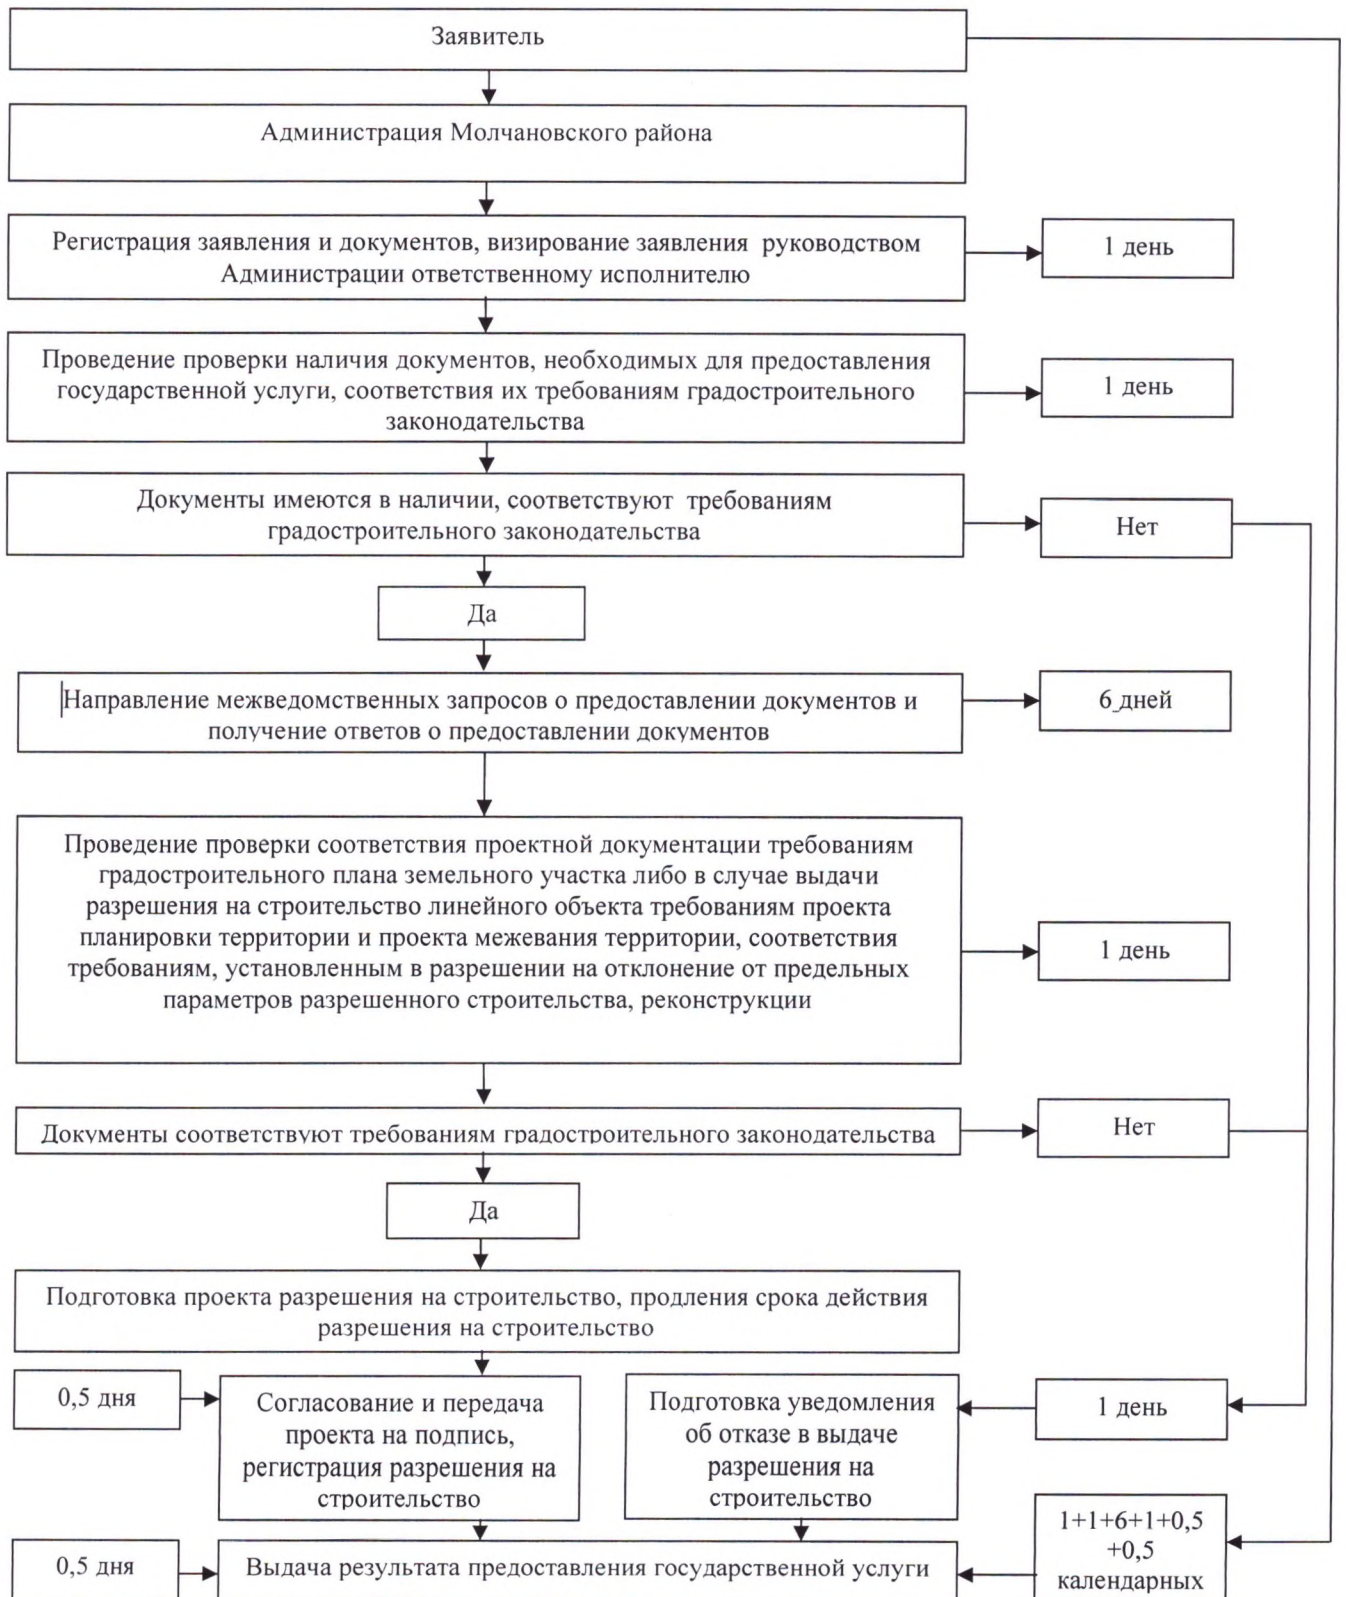 Заявитель
Администрация Молчановского района
Регистрация заявления и документов, визирование заявления руководством
Администрации ответственному исполнителю
1 день
Проведение проверки наличия документов, необходимых для предоставления
государственной услуги, соответствия их требованиям градостроительного
законодательства
1 день
Документы имеются в наличии, соответствуют требованиям
градостроительного законодательства
Нет
Да
Направление межведомственных запросов о предоставлении документов и
получение ответов о предоставлении документов
6 дней
Проведение проверки соответствия проектной документации требованиям
градостроительного плана земельного участка либо в случае выдачи
разрешения на строительство линейного объекта требованиям проекта
планировки территории и проекта межевания территории, соответствия
требованиям, установленным в разрешении на отклонение от предельных
параметров разрешенного строительства, реконструкции
1 день
Документы соответствуют требованиям градостроительного законодательства
Нет
Да
Подготовка проекта разрешения на строительство, продления срока действия
разрешения на строительство
0,5 дня
Согласование и передача
проекта на подпись,
регистрация разрешения на
строительство
Подготовка уведомления
об отказе в выдаче
разрешения на
строительство
1 день
0,5 дня
Выдача результата предоставления государственной услуги
1+1+6+1+0,5
+0,5
календарных